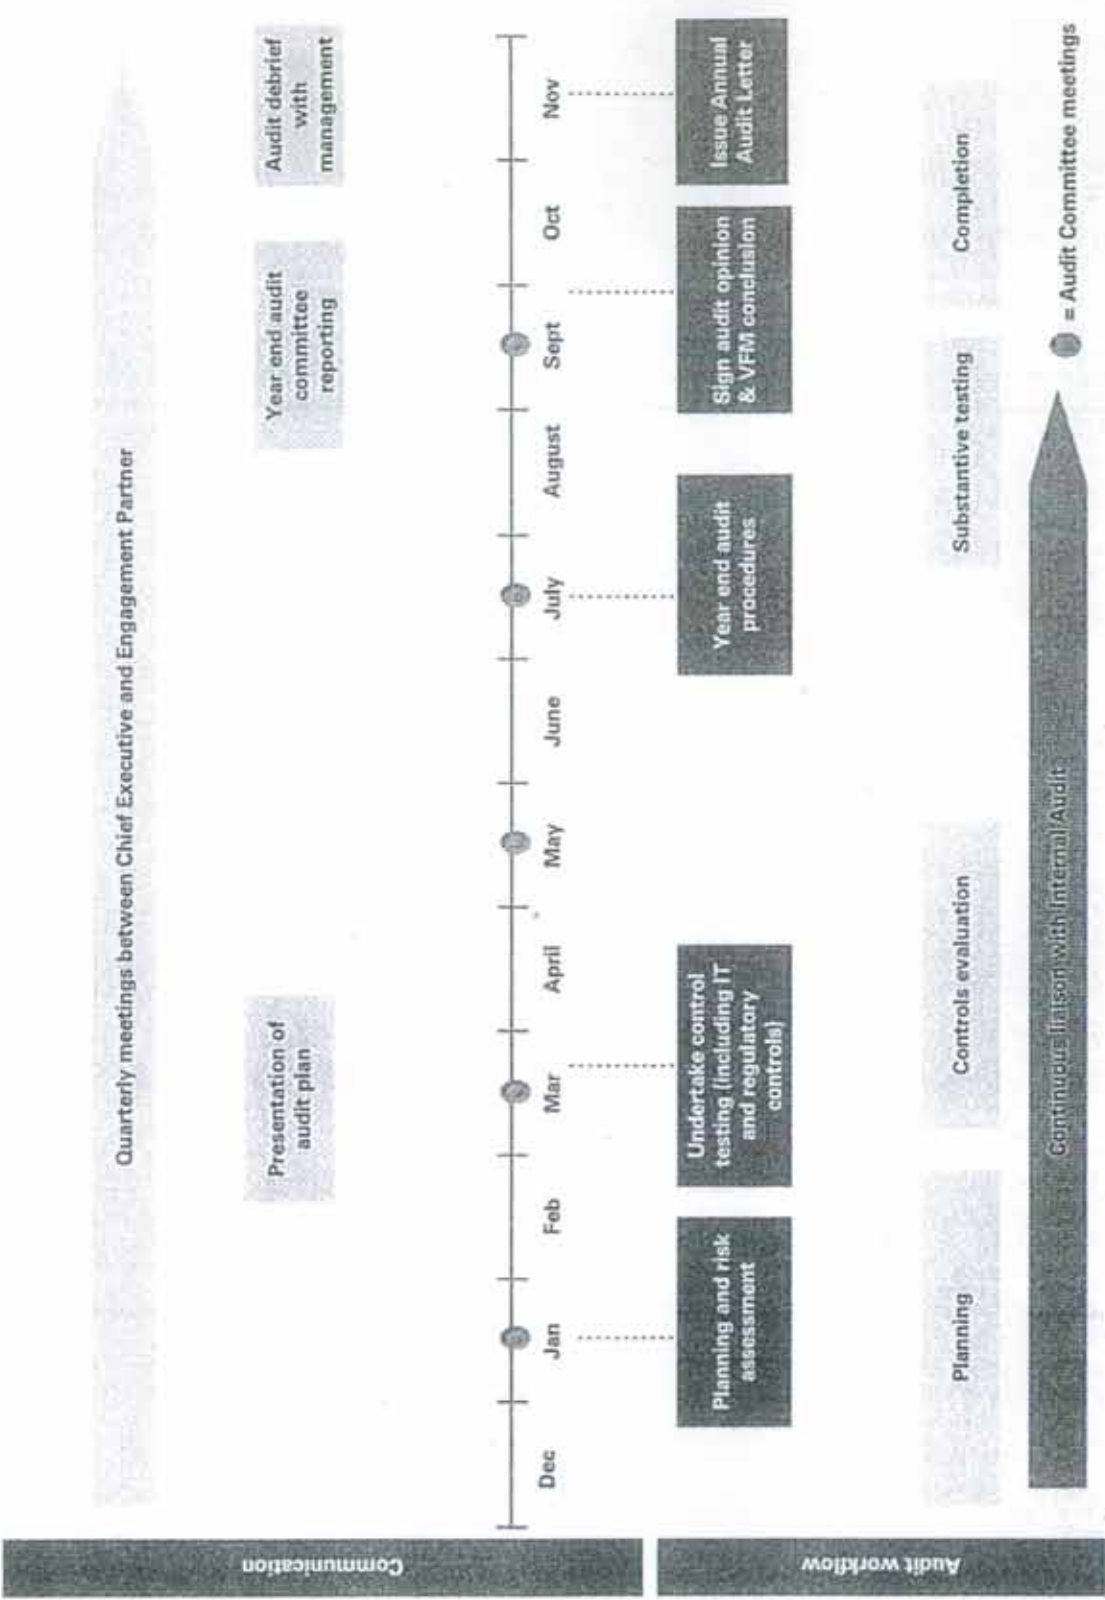 Communication
Quarterly meetings between Chief Executive and Engagement Partner
Presentation of
audit plan
Year end audit
committee
reporting
Audit debrief
with
management
Dec
Jan
Feb
Mar
April
May
June
July
August
Sept
Oct
Nov
Audit workflow
Planning and risk
assessment
Undertake control
testing (including IT
and regulatory
controls)
Year end audit
procedures
Sign audit opinion
& VFM conclusion
Issue Annual
Audit Letter
Planning
Controls evaluation
Substantive testing
Completion
Continuous liaison with Internal Audit
= Audit Committee meetings